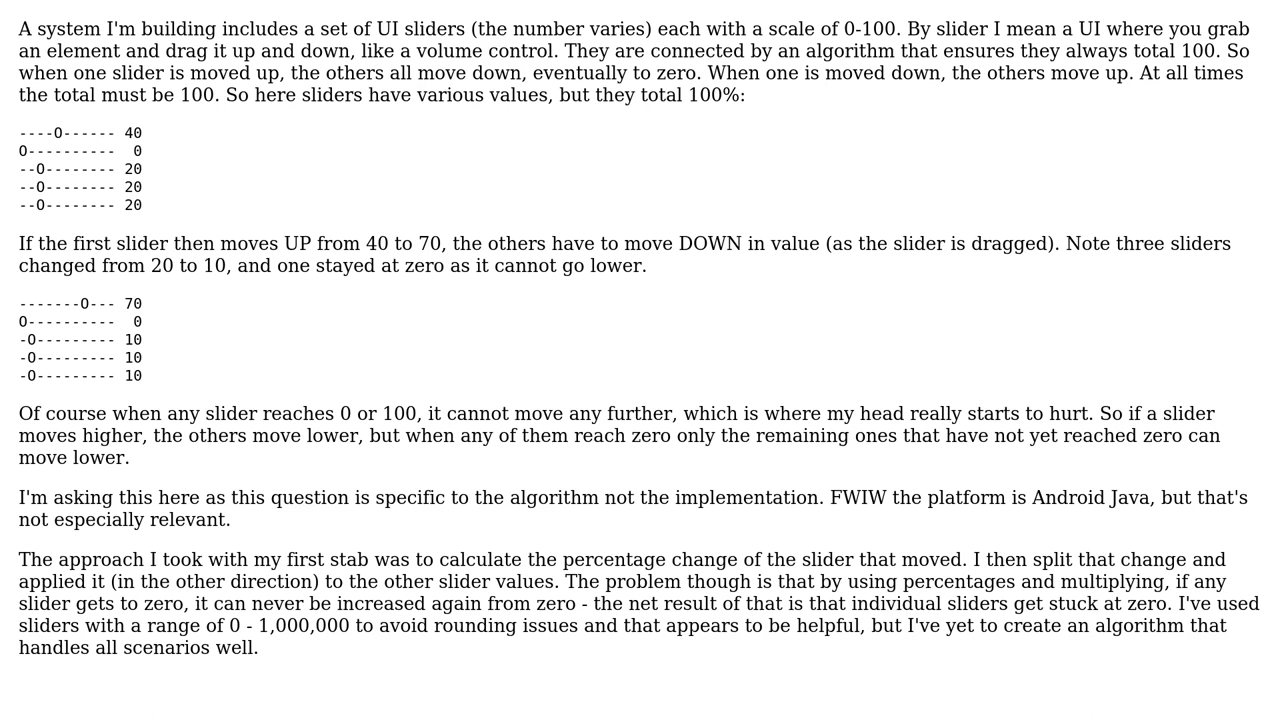 A system I'm building includes a set of UI sliders (the number varies) each with a scale of 0-100. By slider I mean a UI where you grab
an element and drag it up and down, like a volume control. They are connected by an algorithm that ensures they always total 100. So
when one slider is moved up, the others all move down, eventually to zero. When one is moved down, the others move up. At all times
the total must be 100. So here sliders have various values, but they total 100%:
----O------ 40
O----------  0
--O-------- 20
--O-------- 20
--O-------- 20
If the first slider then moves UP from 40 to 70, the others have to move DOWN in value (as the slider is dragged). Note three sliders
changed from 20 to 10, and one stayed at zero as it cannot go lower.
-------O--- 70
O----------  0
-O--------- 10
-O--------- 10
-O--------- 10
Of course when any slider reaches 0 or 100, it cannot move any further, which is where my head really starts to hurt. So if a slider
moves higher, the others move lower, but when any of them reach zero only the remaining ones that have not yet reached zero can
move lower.
I'm asking this here as this question is specific to the algorithm not the implementation. FWIW the platform is Android Java, but that's
not especially relevant.
The approach I took with my first stab was to calculate the percentage change of the slider that moved. I then split that change and
applied it (in the other direction) to the other slider values. The problem though is that by using percentages and multiplying, if any
slider gets to zero, it can never be increased again from zero - the net result of that is that individual sliders get stuck at zero. I've used
sliders with a range of 0 - 1,000,000 to avoid rounding issues and that appears to be helpful, but I've yet to create an algorithm that
handles all scenarios well.